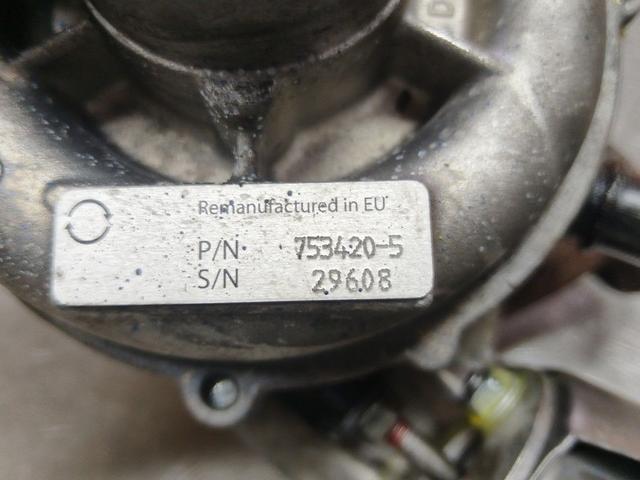 Remanufactured in EU
P/N 753420-5
S/N 29608